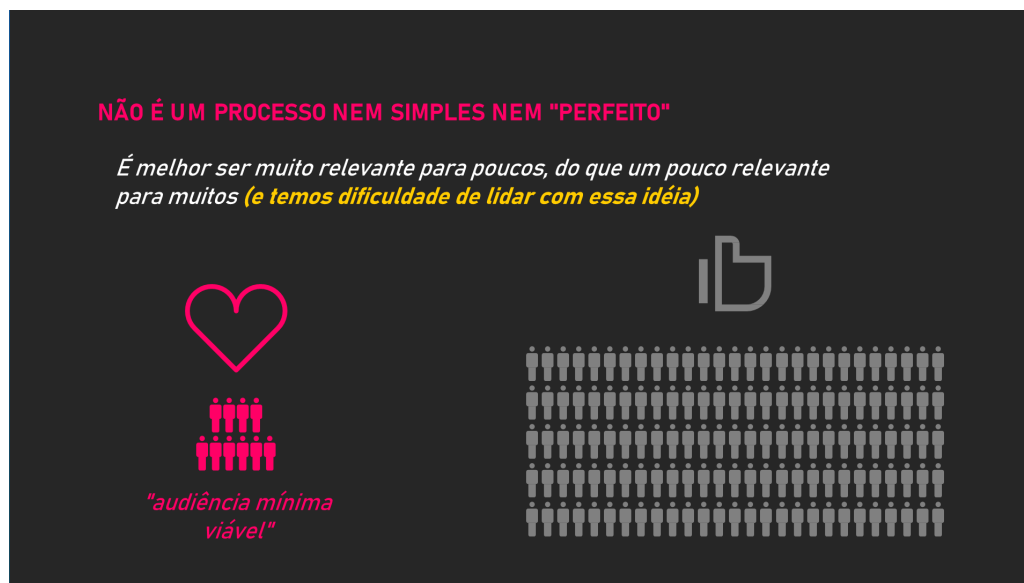 NÃO É UM PROCESSO NEM SIMPLES NEM "PERFEITO"
É melhor ser muito relevante para poucos, do que um pouco relevante
para muitos (e temos dificuldade de lidar com essa idéia)
"audiência mínima
viável"